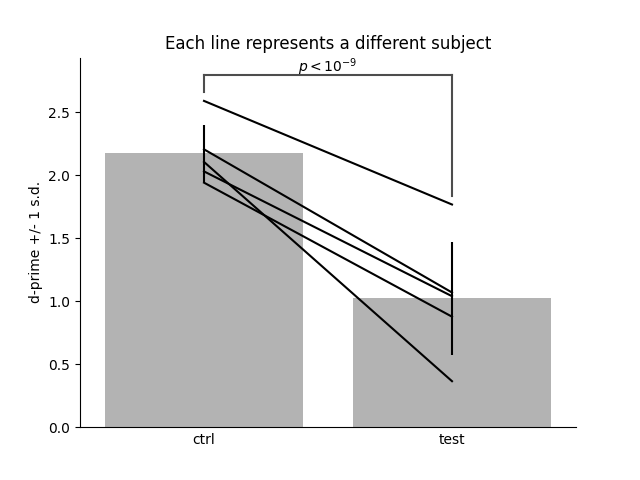 Each line represents a different subject
p < 10⁻⁹
2.5
2.0
1.5
1.0
0.5
0.0
d-prime +/- 1 s.d.
ctrl
test